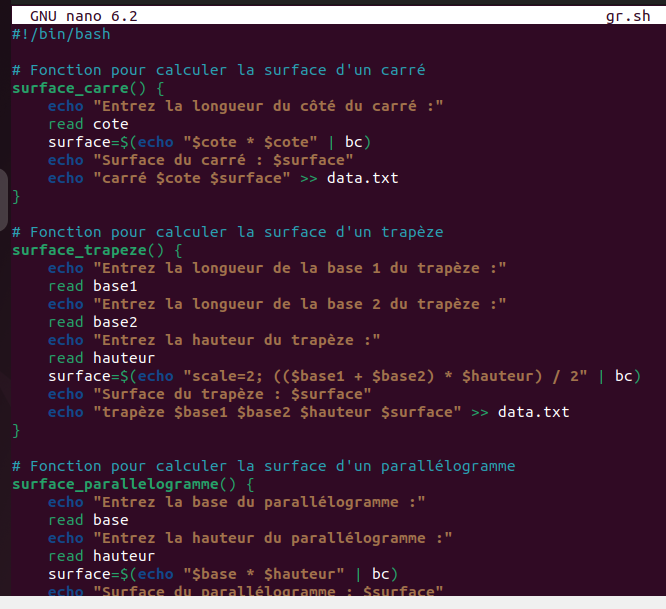 GNU nano 6.2 gr.sh
#!/bin/bash
# Fonction pour calculer la surface d'un carré
surface_carre() {
echo "Entrez la longueur du côté du carré :"
read cote
surface=$(echo "$cote * $cote" | bc)
echo "Surface du carré : $surface"
echo "carré $cote $surface" >> data.txt
}
# Fonction pour calculer la surface d'un trapèze
surface_trapeze() {
echo "Entrez la longueur de la base 1 du trapèze :"
read base1
echo "Entrez la longueur de la base 2 du trapèze :"
read base2
echo "Entrez la hauteur du trapèze :"
read hauteur
surface=$(echo "scale=2; (($base1 + $base2) * $hauteur) / 2" | bc)
echo "Surface du trapèze : $surface"
echo "trapèze $base1 $base2 $hauteur $surface" >> data.txt
}
# Fonction pour calculer la surface d'un parallélogramme
surface_parallelogramme() {
echo "Entrez la base du parallélogramme :"
read base
echo "Entrez la hauteur du parallélogramme :"
read hauteur
surface=$(echo "$base * $hauteur" | bc)
echo "Surface du parallélogramme : $surface"